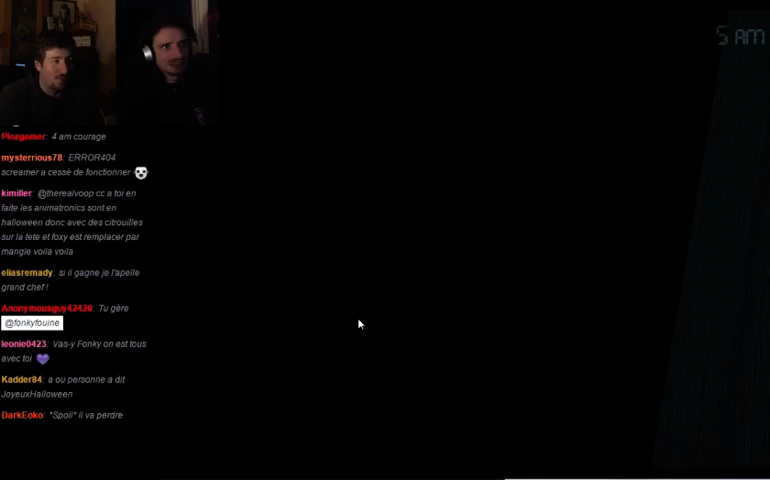 5 AM
Pinzgamer: 4 am courage
mysterrious78: ERROR404
screamer a cessé de fonctionner
kimiller: @therealvoop cc a toi en
faite les animatronics sont en
halloween donc avec des citrouilles
sur la tete et foxy est remplacer par
mangle voila voila
eliasremady: si il gagne je l'apelle
grand chef !
Anonymousguy42420: Tu gère
@fonkyfouine
leonie0423: Vas-y Fonky on est tous
avec toi
Kadder84: a ou personne a dit
JoyeuxHalloween
DarkEoko: *Spoil* il va perdre